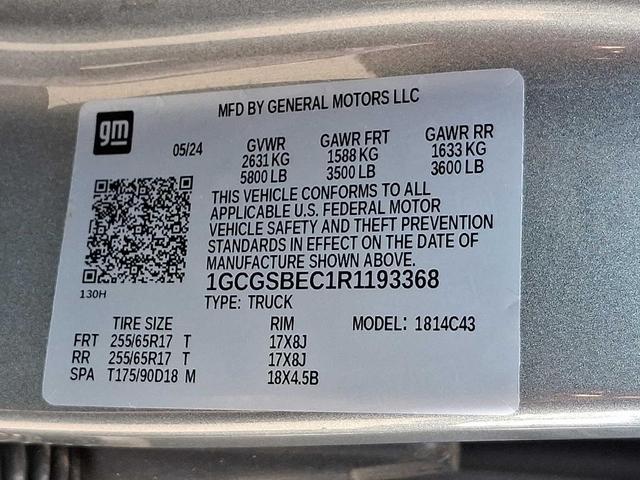 MFD BY GENERAL MOTORS LLC
gm
05/24
GVWR GAWR FRT GAWR RR
2631 KG 1588 KG 1633 KG
5800 LB 3500 LB 3600 LB
THIS VEHICLE CONFORMS TO ALL
APPLICABLE U.S. FEDERAL MOTOR
VEHICLE SAFETY AND THEFT PREVENTION
STANDARDS IN EFFECT ON THE DATE OF
MANUFACTURE SHOWN ABOVE.
1GCGSBEC1R1193368
130H
TYPE: TRUCK
TIRE SIZE RIM MODEL: 1814C43
FRT 255/65R17 T 17X8J
RR 255/65R17 T 17X8J
SPA T175/90D18 M 18X4.5B